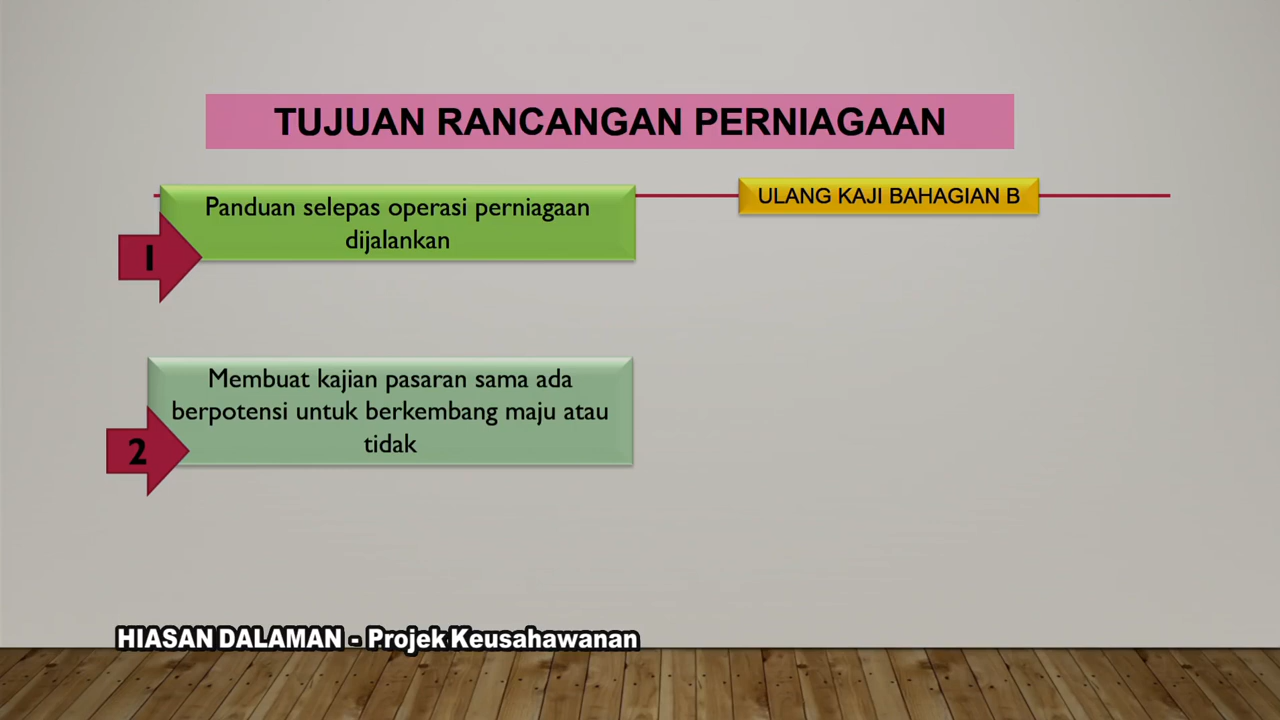 TUJUAN RANCANGAN PERNIAGAAN
ULANG KAJI BAHAGIAN B
Panduan selepas operasi perniagaan
dijalankan
1
Membuat kajian pasaran sama ada
berpotensi untuk berkembang maju atau
tidak
2
HIASAN DALAMAN - Projek Keusahawanan